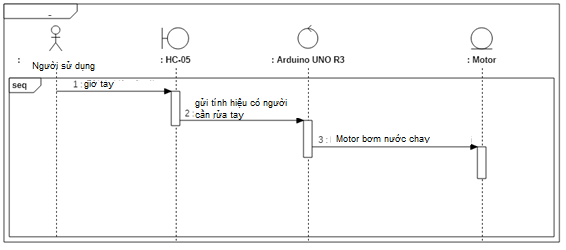 -
Người sử dụng
:
: HC-05
: Arduino UNO R3
: Motor
seq
1 : giơ tay
gửi tính hiệu có người
2 : cần rửa tay
3 : Motor bơm nước chạy